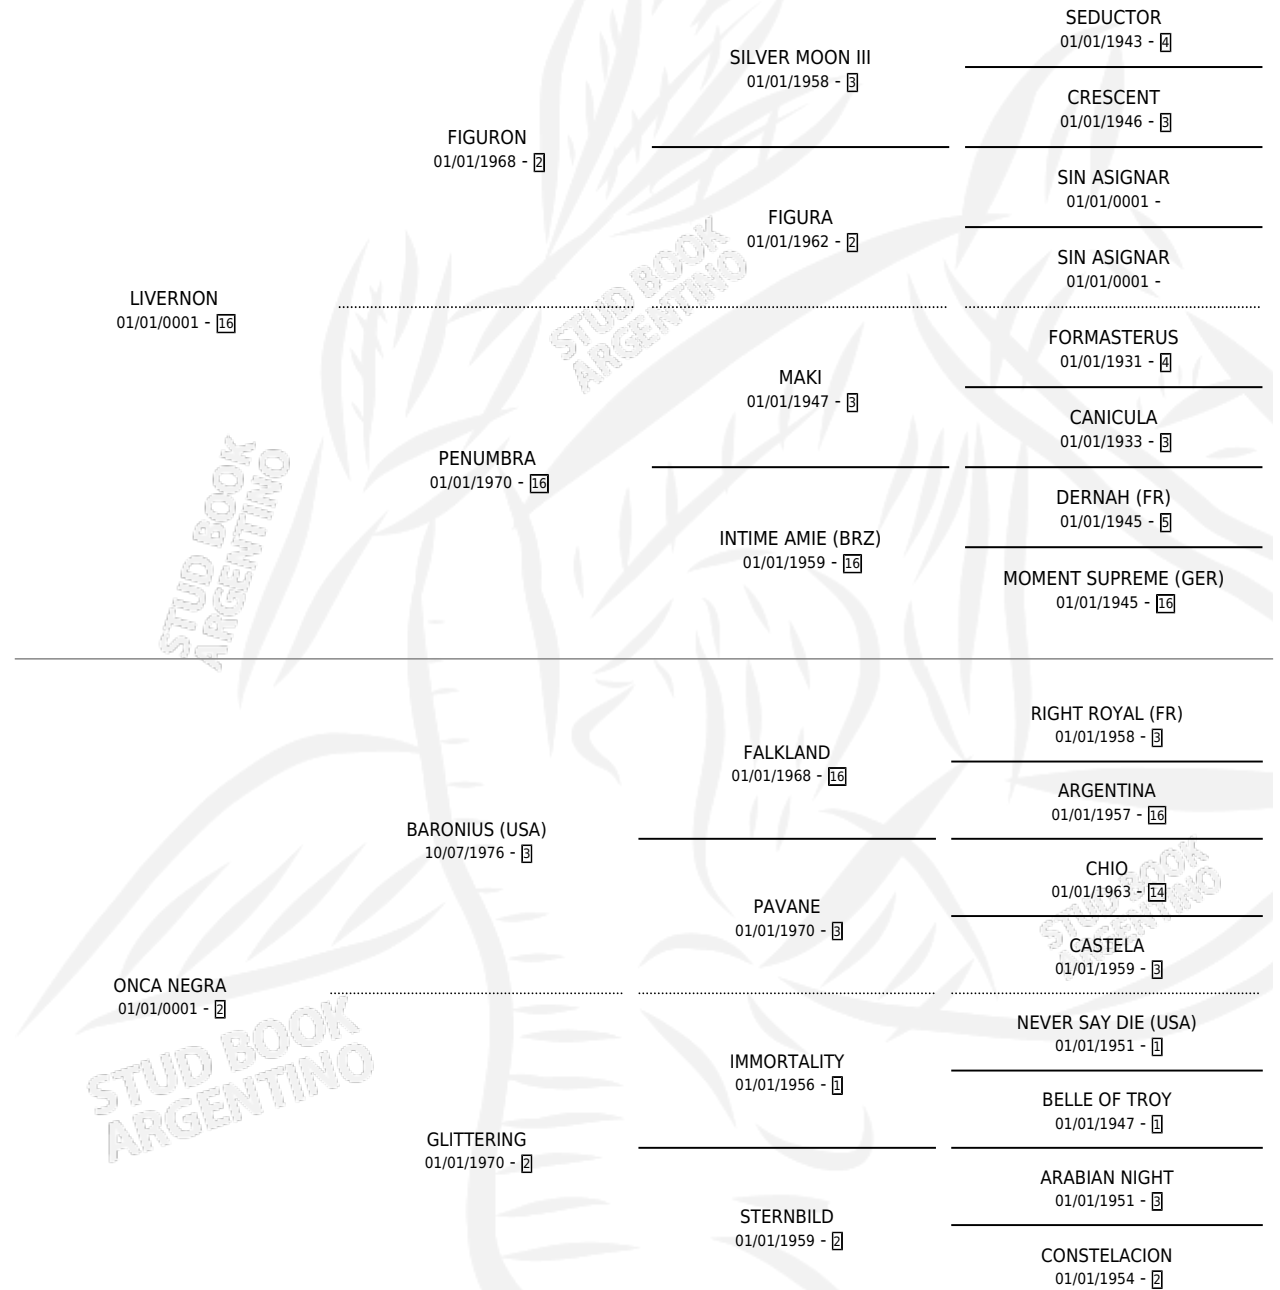 SEDUCTOR
01/01/1943 - 4
SILVER MOON III
01/01/1958 - 3
CRESCENT
01/01/1946 - 3
FIGURON
01/01/1968 - 2
SIN ASIGNAR
01/01/0001 -
FIGURA
01/01/1962 - 2
SIN ASIGNAR
01/01/0001 -
LIVERNON
01/01/0001 - 16
FORMASTERUS
01/01/1931 - 4
MAKI
01/01/1947 - 3
CANICULA
01/01/1933 - 3
PENUMBRA
01/01/1970 - 16
DERNAH (FR)
01/01/1945 - 5
INTIME AMIE (BRZ)
01/01/1959 - 16
MOMENT SUPREME (GER)
01/01/1945 - 16
RIGHT ROYAL (FR)
01/01/1958 - 3
FALKLAND
01/01/1968 - 16
ARGENTINA
01/01/1957 - 16
BARONIUS (USA)
10/07/1976 - 3
CHIO
01/01/1963 - 14
PAVANE
01/01/1970 - 3
CASTELA
01/01/1959 - 3
ONCA NEGRA
01/01/0001 - 2
NEVER SAY DIE (USA)
01/01/1951 - 1
IMMORTALITY
01/01/1956 - 1
BELLE OF TROY
01/01/1947 - 1
GLITTERING
01/01/1970 - 2
ARABIAN NIGHT
01/01/1951 - 3
STERNBILD
01/01/1959 - 2
CONSTELACION
01/01/1954 - 2
STUD BOOK
ARGENTINO
STUD BOOK
ARGENTINO
STUD BOOK
ARGENTINO
STUD BOOK
ARGENTINO